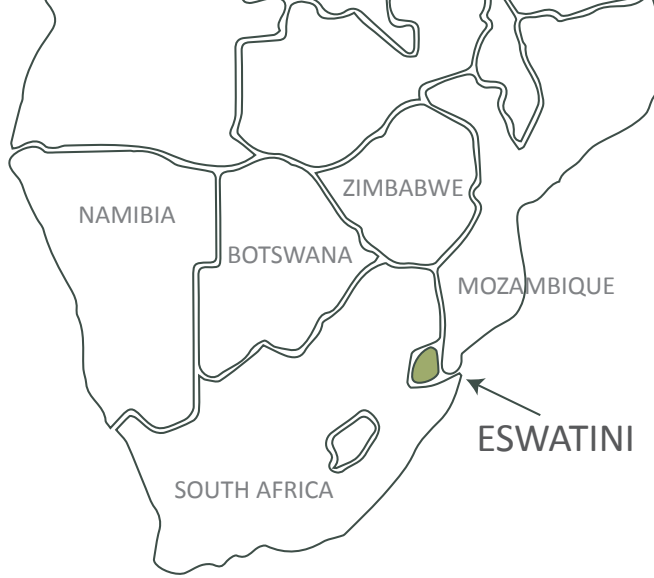 ZIMBABWE
NAMIBIA
BOTSWANA
MOZAMBIQUE
ESWATINI
SOUTH AFRICA